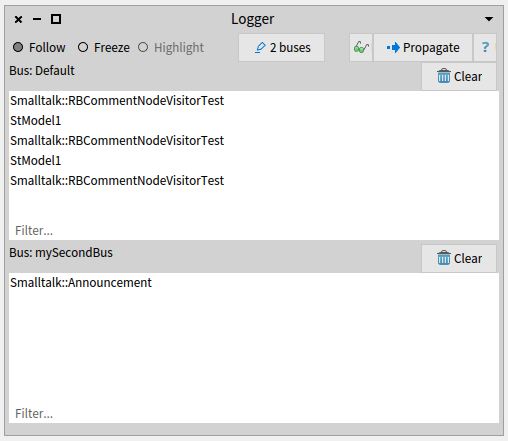 Logger
Follow Freeze Highlight 2 buses Propagate ?
Bus: Default
Clear
Smalltalk::RBCommentNodeVisitorTest
StModel1
Smalltalk::RBCommentNodeVisitorTest
StModel1
Smalltalk::RBCommentNodeVisitorTest
Filter...
Bus: mySecondBus
Clear
Smalltalk::Announcement
Filter...